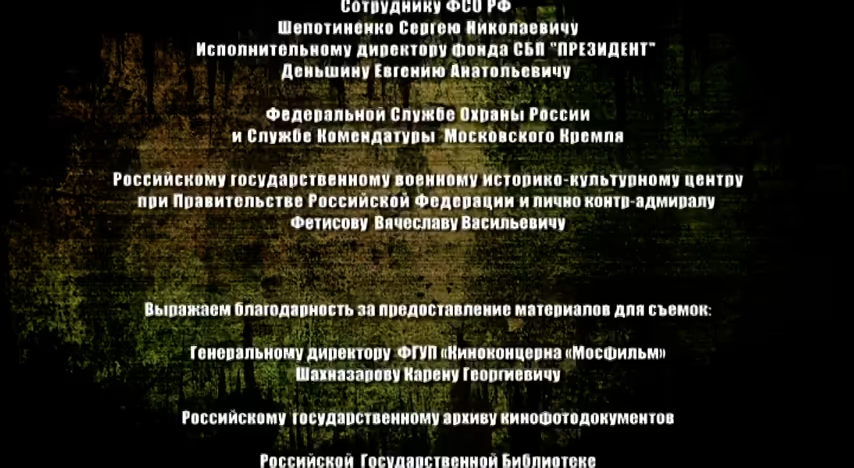 Сотруднику ФСО РФ
Шепотиненко Сергею Николаевичу
Исполнительному директору фонда СБП "ПРЕЗИДЕНТ"
Деньшину Евгению Анатольевичу
Федеральной Службе Охраны России
и Службе Комендатуры Московского Кремля
Российскому государственному военному историко-культурному центру
при Правительстве Российской Федерации и лично контр-адмиралу
Фетисову Вячеславу Васильевичу
Выражаем благодарность за предоставление материалов для съемок:
Генеральному директору ФГУП «Киноконцерна «Мосфильм»
Шахназарову Карену Георгиевичу
Российскому государственному архиву кинофотодокументов
Российской Государственной Библиотеке